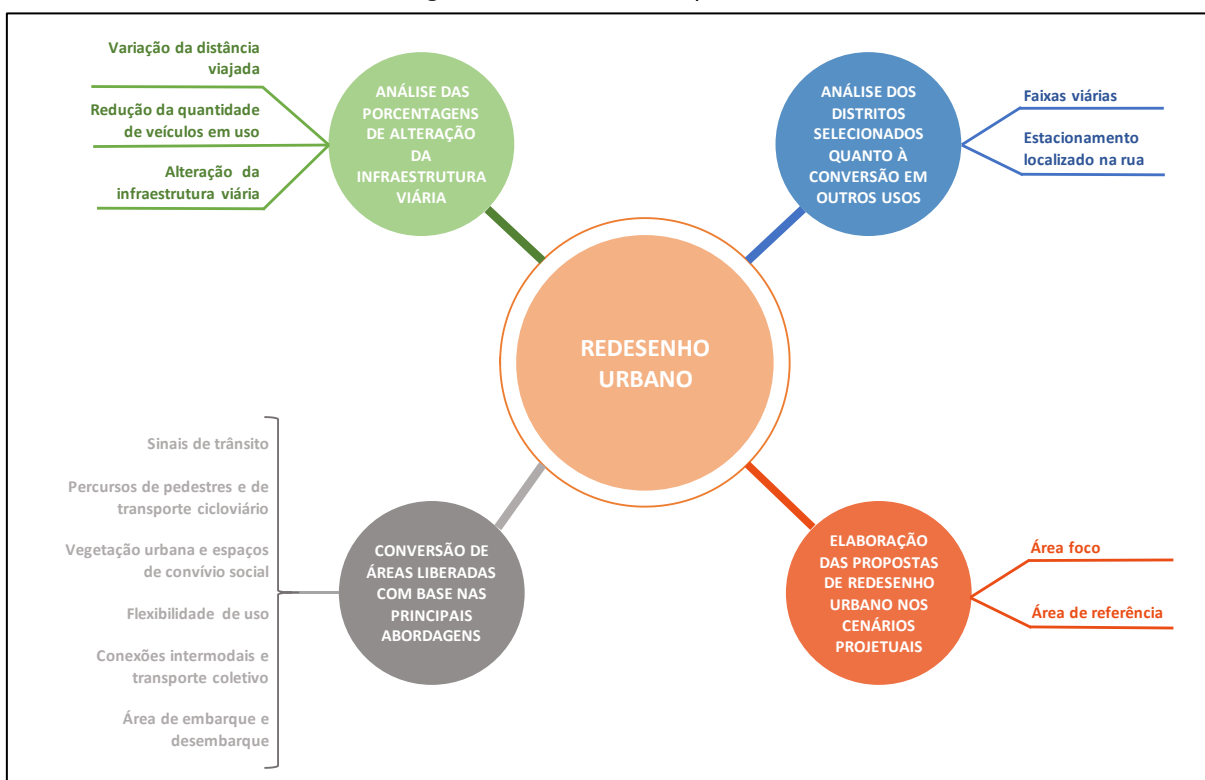 Variação da distância
viajada
Redução da quantidade
de veículos em uso
Alteração da
infraestrutura viária
ANÁLISE DAS
PORCENTAGENS
DE ALTERAÇÃO
DA
INFRAESTRUTURA
VIÁRIA
ANÁLISE DOS
DISTRITOS
SELECIONADOS
QUANTO À
CONVERSÃO EM
OUTROS USOS
Faixas viárias
Estacionamento
localizado na rua
REDESENHO
URBANO
Sinais de trânsito
Percursos de pedestres e de
transporte cicloviário
Vegetação urbana e espaços
de convívio social
Flexibilidade de uso
Conexões intermodais e
transporte coletivo
Área de embarque e
desembarque
CONVERSÃO DE
ÁREAS LIBERADAS
COM BASE NAS
PRINCIPAIS
ABORDAGENS
ELABORAÇÃO
DAS PROPOSTAS
DE REDESENHO
URBANO NOS
CENÁRIOS
PROJETUAIS
Área foco
Área de referência